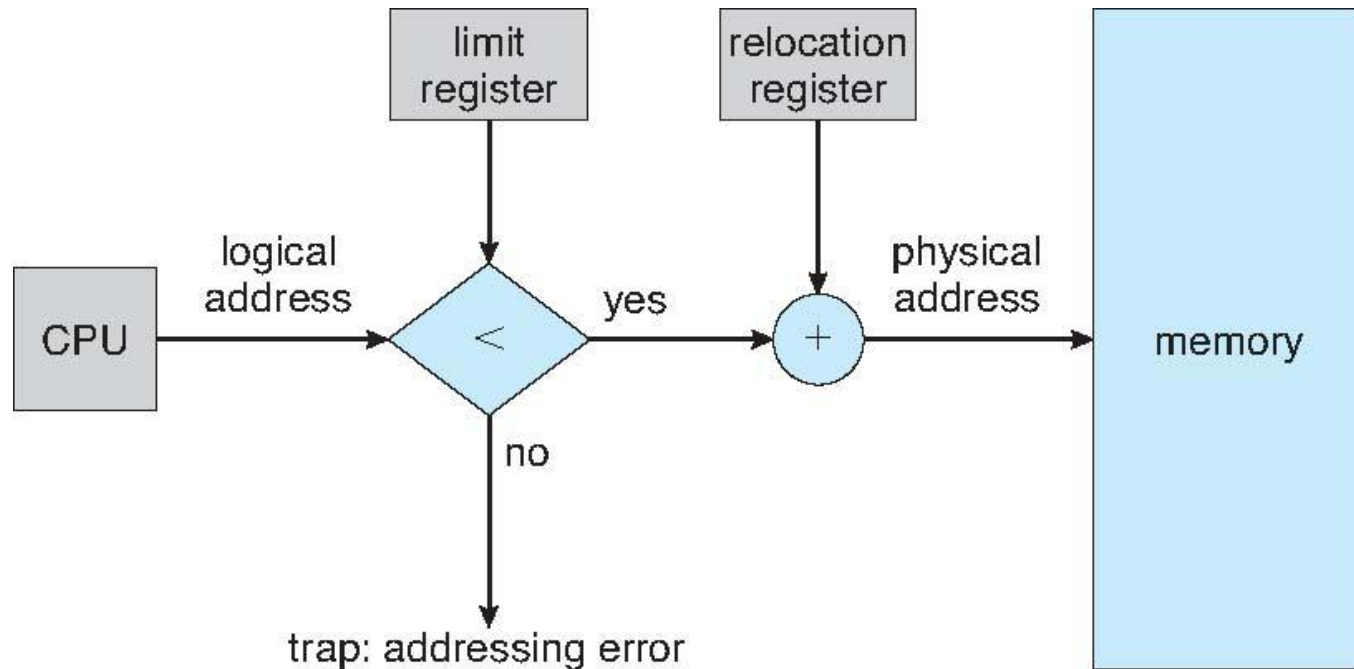 limit
register
relocation
register
logical
address
physical
address
CPU
<
yes
+
memory
no
trap: addressing error